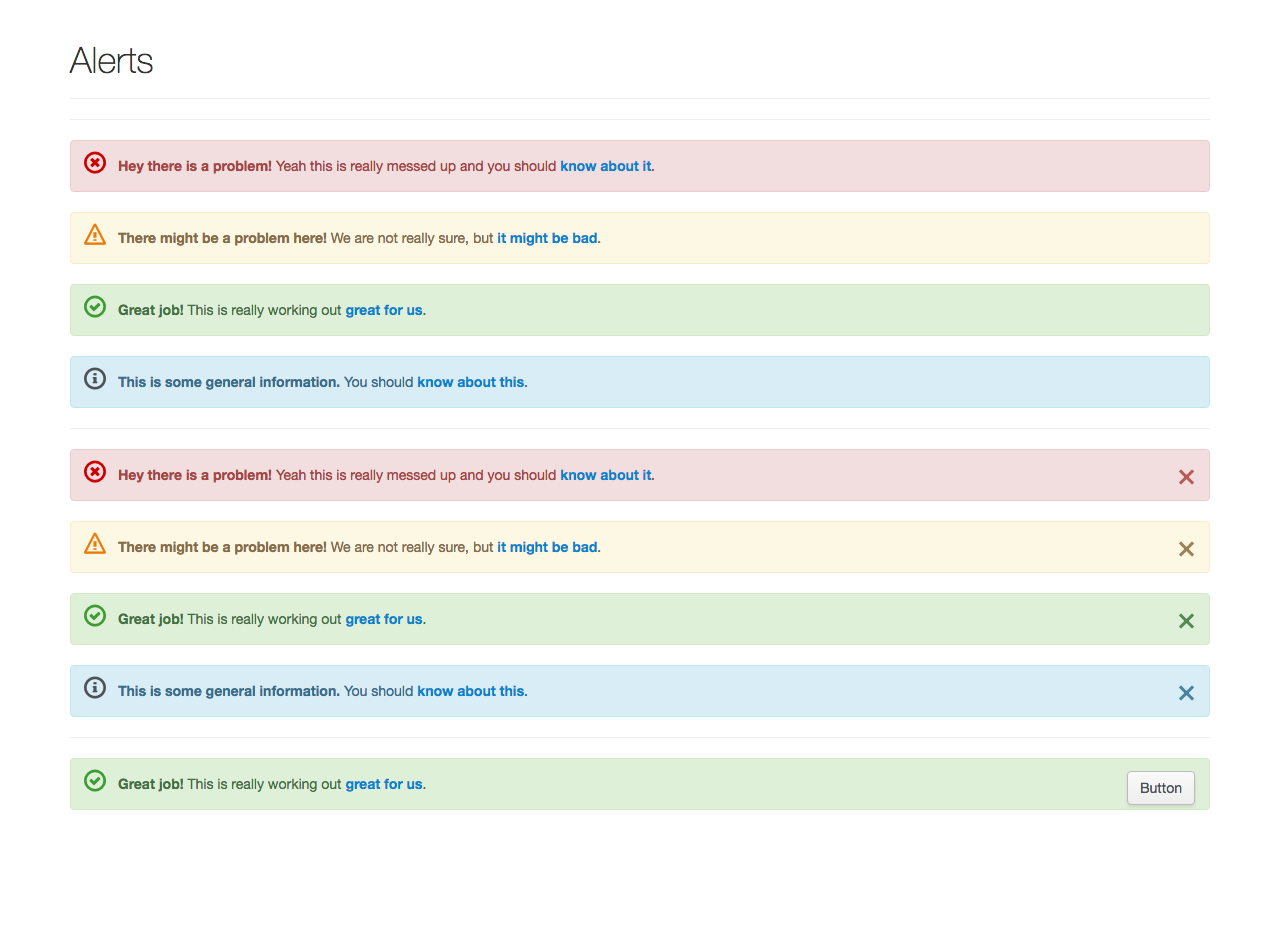 Alerts
Hey there is a problem! Yeah this is really messed up and you should know about it.
There might be a problem here! We are not really sure, but it might be bad.
Great job! This is really working out great for us.
This is some general information. You should know about this.
Hey there is a problem! Yeah this is really messed up and you should know about it.
There might be a problem here! We are not really sure, but it might be bad.
Great job! This is really working out great for us.
This is some general information. You should know about this.
Great job! This is really working out great for us.
Button